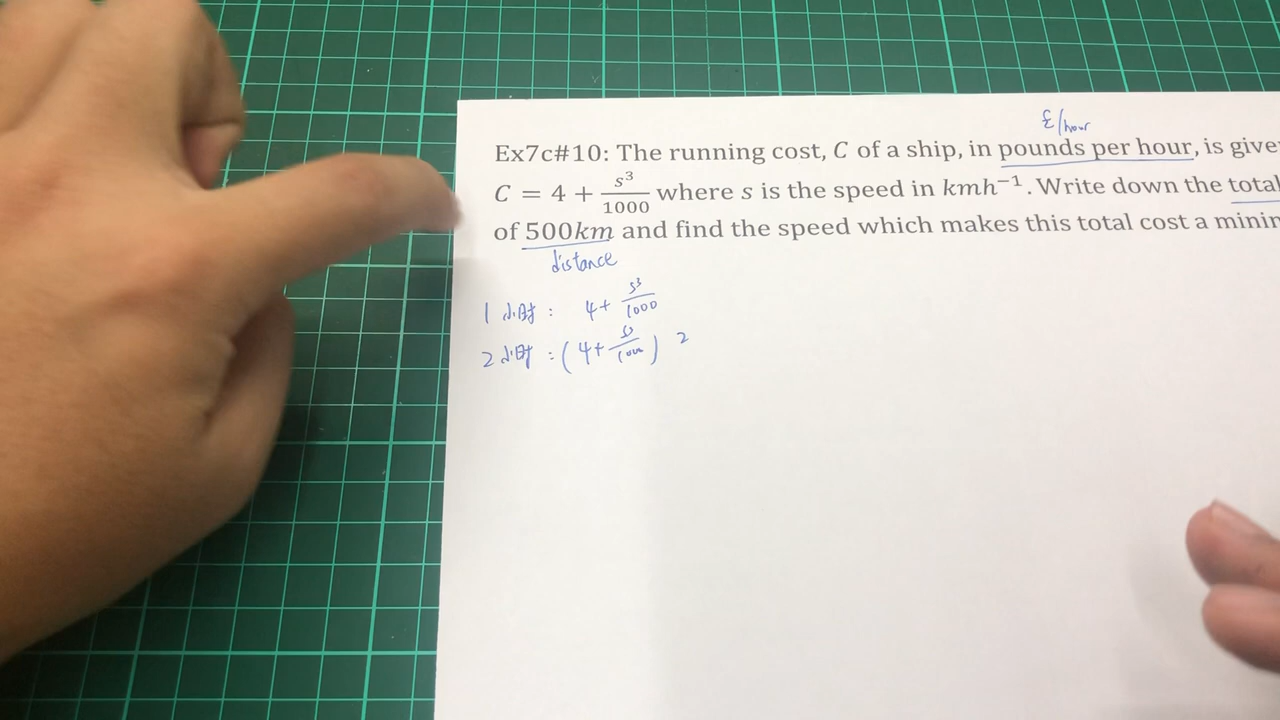 £/hour
Ex7c#10: The running cost, C of a ship, in pounds per hour, is give
C = 4 + s³/1000 where s is the speed in kmh⁻¹. Write down the total
of 500km and find the speed which makes this total cost a minim
distance
1小时: 4+ s³/1000
2小时: (4+ s³/1000) 2